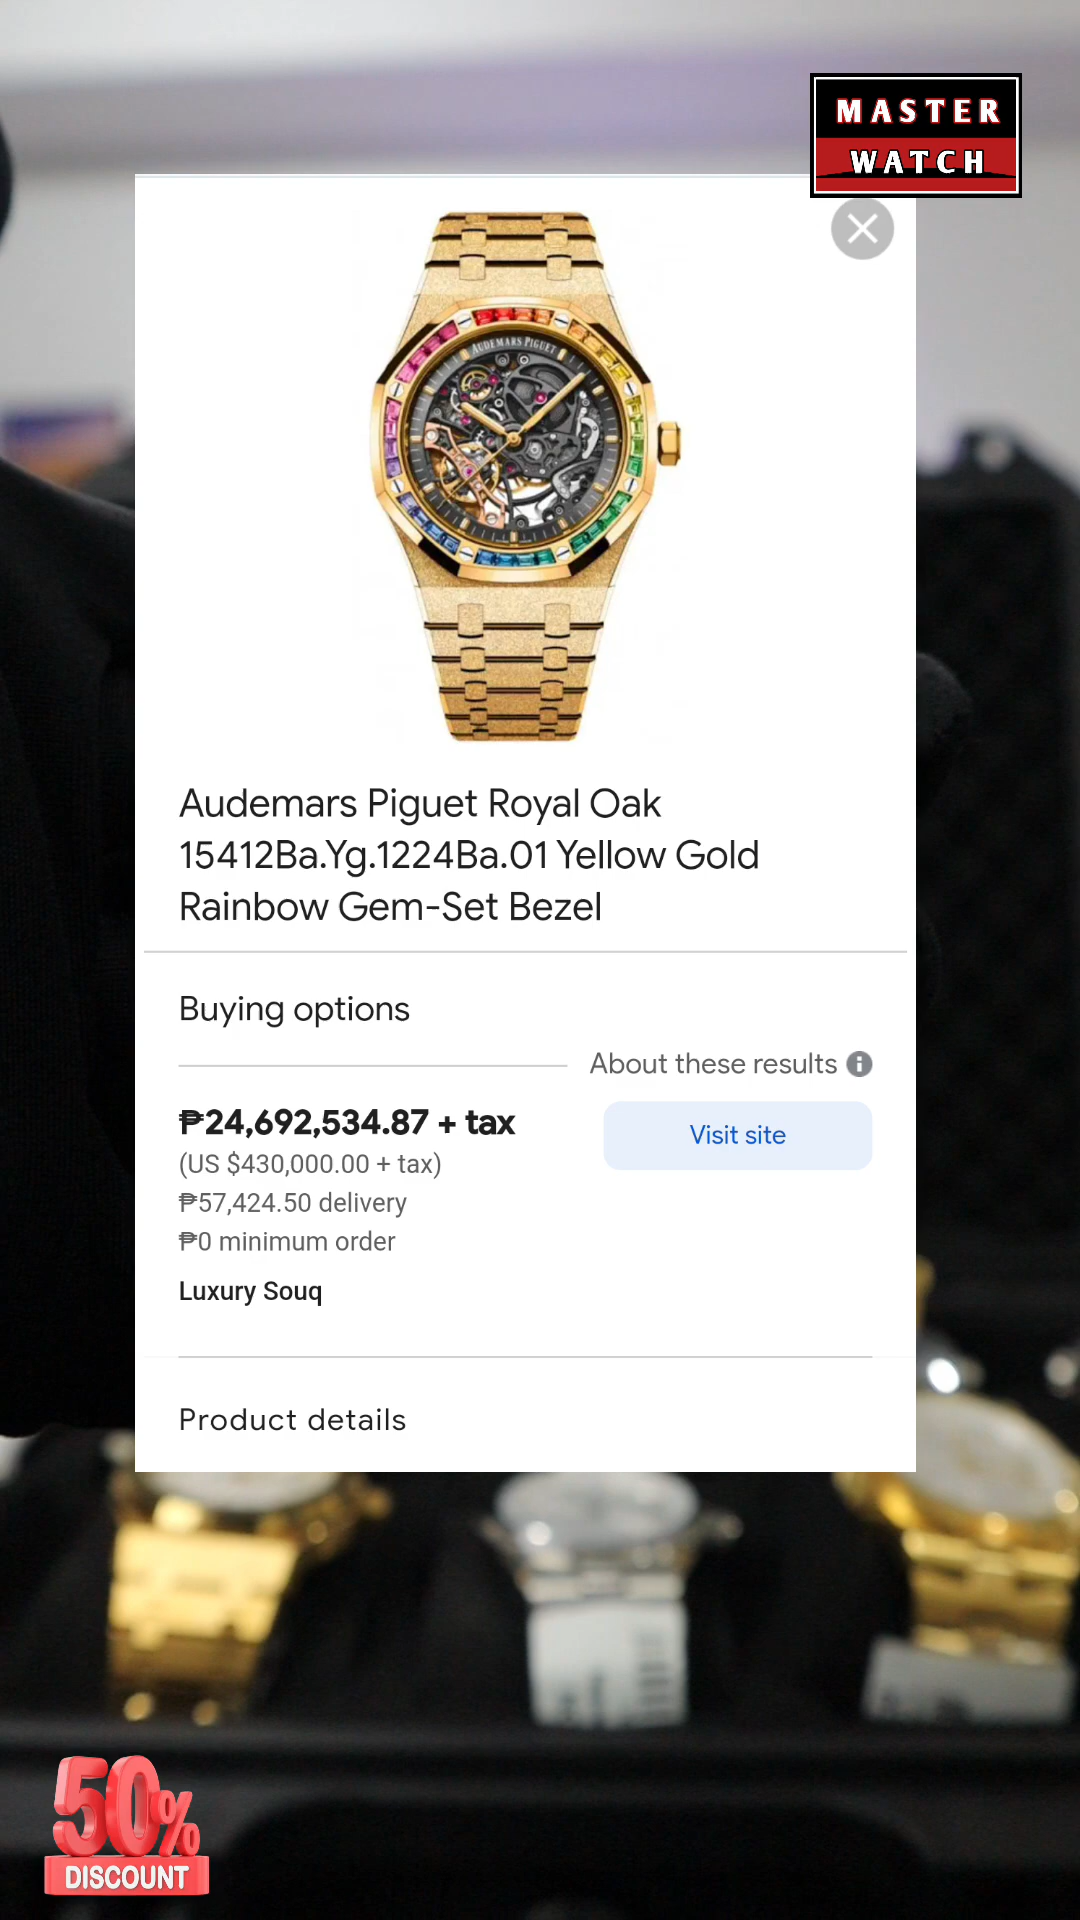 MASTER
WATCH
AUDEMARS PIGUET
Audemars Piguet Royal Oak
15412Ba.Yg.1224Ba.01 Yellow Gold
Rainbow Gem-Set Bezel
Buying options
About these results
₱24,692,534.87 + tax
Visit site
(US $430,000.00 + tax)
₱57,424.50 delivery
₱0 minimum order
Luxury Souq
Product details
50%
DISCOUNT